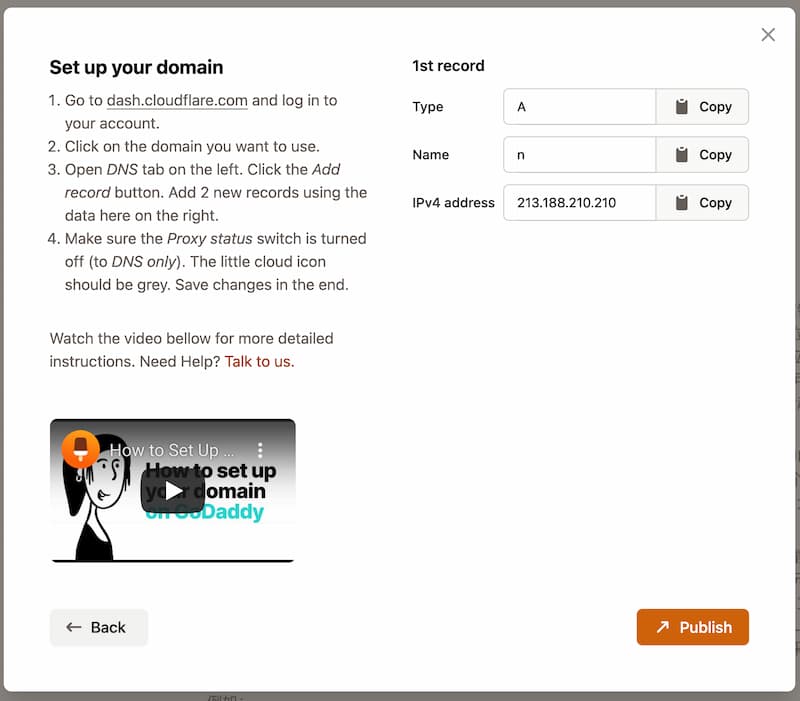 Set up your domain
1. Go to dash.cloudflare.com and log in to
your account.
2. Click on the domain you want to use.
3. Open DNS tab on the left. Click the Add
record button. Add 2 new records using the
data here on the right.
4. Make sure the Proxy status switch is turned
off (to DNS only). The little cloud icon
should be grey. Save changes in the end.
Watch the video bellow for more detailed
instructions. Need Help? Talk to us.
How to Set Up ...
How to set up
your domain
on GoDaddy
← Back
1st record
Type A Copy
Name n Copy
IPv4 address 213.188.210.210 Copy
Publish